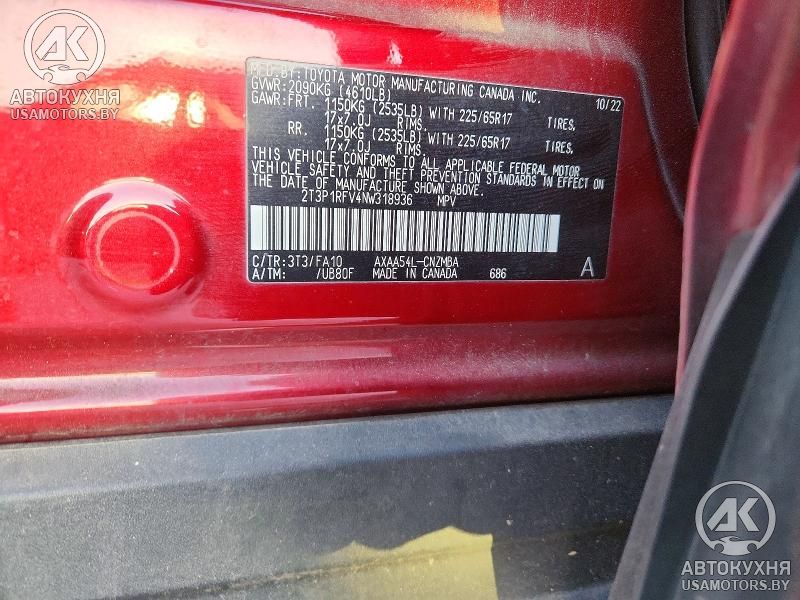 AK
АВТОКУХНЯ
USAMOTORS.BY
MFD. BY: TOYOTA MOTOR MANUFACTURING CANADA INC.
GVWR: 2090KG (4610LB) 10/22
GAWR: FRT. 1150KG (2535LB) WITH 225/65R17 TIRES,
17x7.0J RIMS.
RR. 1150KG (2535LB) WITH 225/65R17 TIRES,
17x7.0J RIMS.
THIS VEHICLE CONFORMS TO ALL APPLICABLE FEDERAL MOTOR
VEHICLE SAFETY AND THEFT PREVENTION STANDARDS IN EFFECT ON
THE DATE OF MANUFACTURE SHOWN ABOVE.
2T3P1RFV4NW318936 MPV
C/TR: 3T3/FA10 AXAA54L-CNZMBA
A/TM: /UB80F MADE IN CANADA 686 A
AK
АВТОКУХНЯ
USAMOTORS.BY